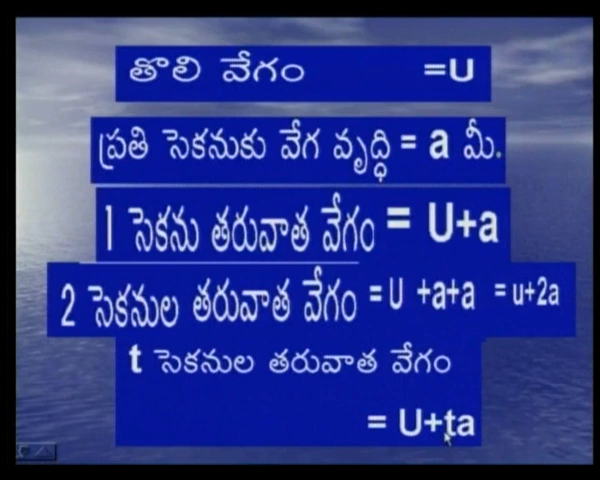 తొలి వేగం =U
ప్రతి సెకనుకు వేగ వృద్ధి = a మీ.
1 సెకను తరువాత వేగం = U+a
2 సెకనుల తరువాత వేగం =U +a+a =u+2a
t సెకనుల తరువాత వేగం
= U+ta